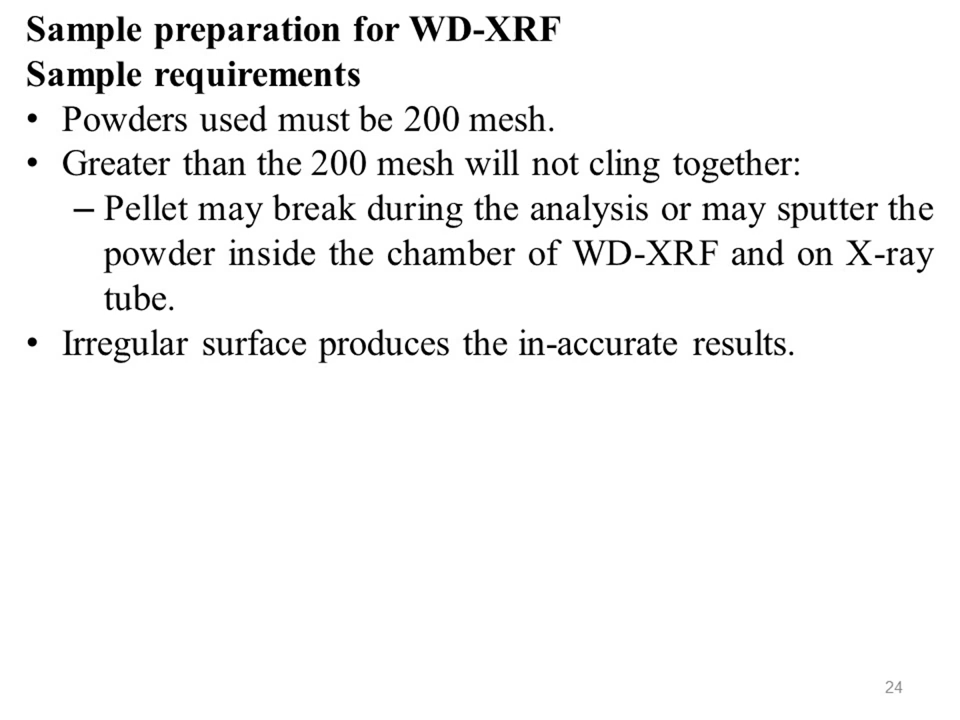 Sample preparation for WD-XRF
Sample requirements
• Powders used must be 200 mesh.
• Greater than the 200 mesh will not cling together:
– Pellet may break during the analysis or may sputter the
powder inside the chamber of WD-XRF and on X-ray
tube.
• Irregular surface produces the in-accurate results.
24